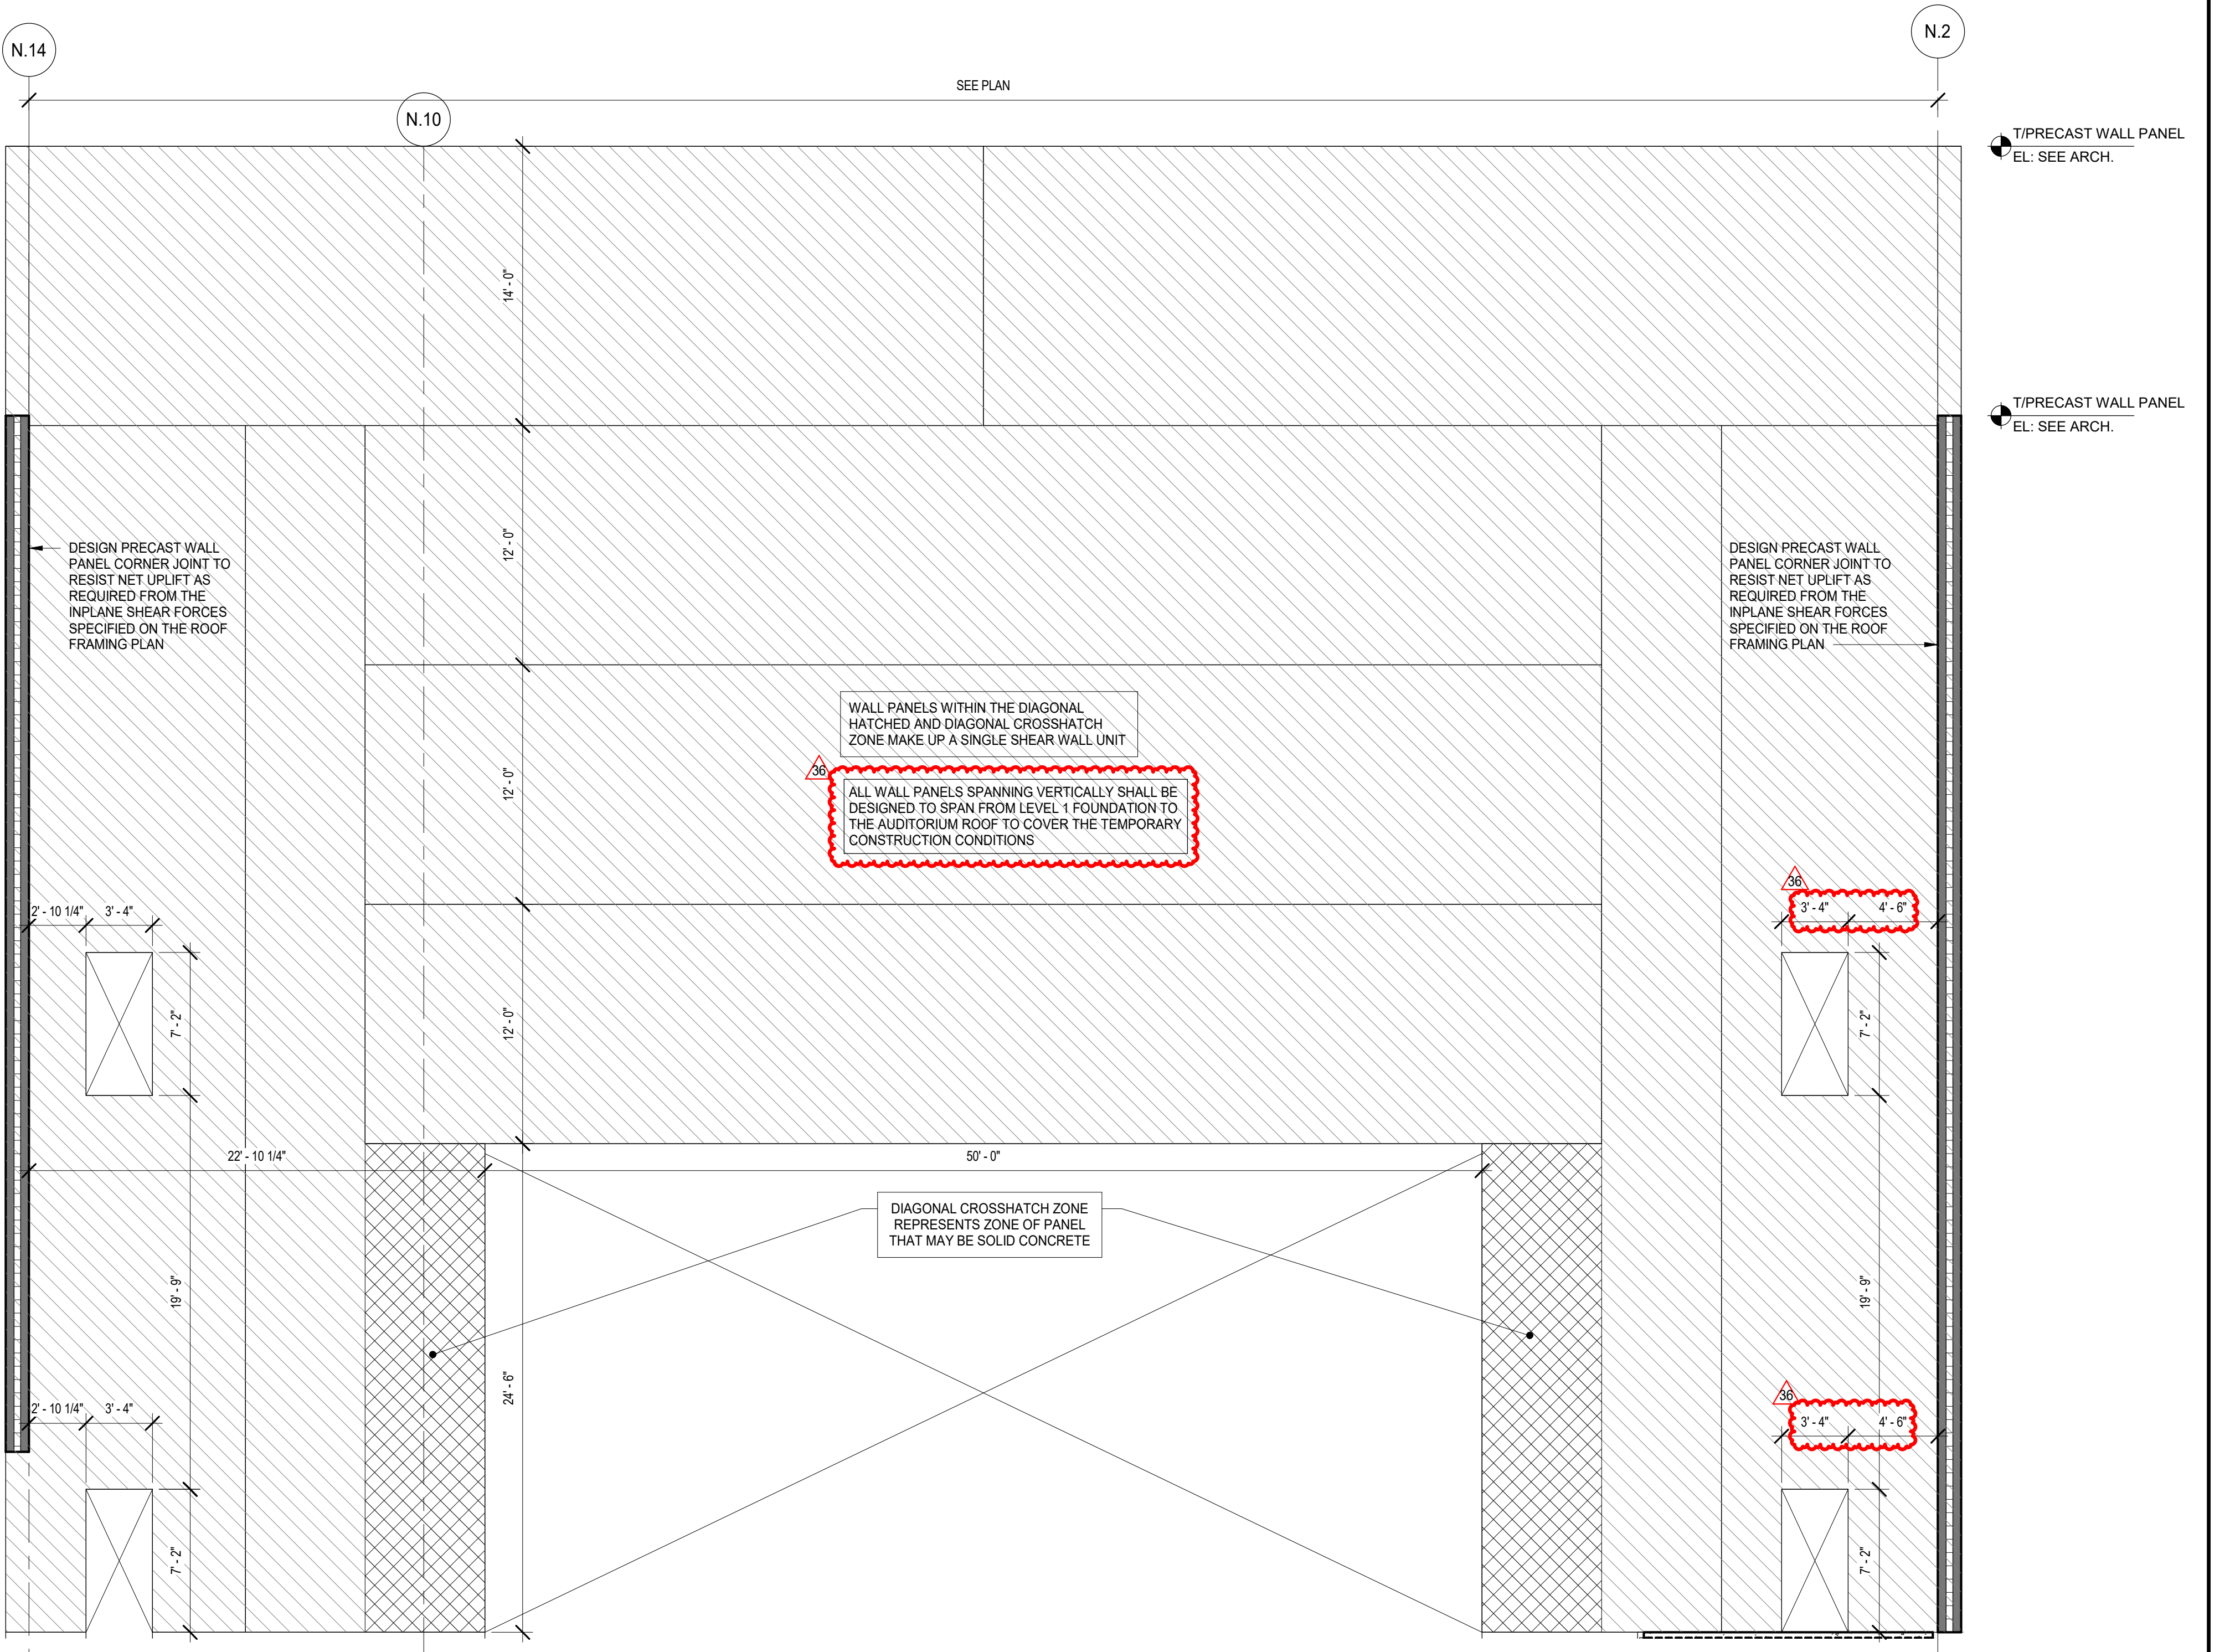 N.14
N.2
SEE PLAN
N.10
T/PRECAST WALL PANEL
EL: SEE ARCH.
14' - 0"
T/PRECAST WALL PANEL
EL: SEE ARCH.
12' - 0"
DESIGN PRECAST WALL
PANEL CORNER JOINT TO
RESIST NET UPLIFT AS
REQUIRED FROM THE
INPLANE SHEAR FORCES
SPECIFIED ON THE ROOF
FRAMING PLAN
DESIGN PRECAST WALL
PANEL CORNER JOINT TO
RESIST NET UPLIFT AS
REQUIRED FROM THE
INPLANE SHEAR FORCES
SPECIFIED ON THE ROOF
FRAMING PLAN
WALL PANELS WITHIN THE DIAGONAL
HATCHED AND DIAGONAL CROSSHATCH
ZONE MAKE UP A SINGLE SHEAR WALL UNIT
36
12' - 0"
ALL WALL PANELS SPANNING VERTICALLY SHALL BE
DESIGNED TO SPAN FROM LEVEL 1 FOUNDATION TO
THE AUDITORIUM ROOF TO COVER THE TEMPORARY
CONSTRUCTION CONDITIONS
36
2' - 10 1/4" 3' - 4"
3' - 4" 4' - 6"
7' - 2"
12' - 0"
7' - 2"
22' - 10 1/4"
50' - 0"
DIAGONAL CROSSHATCH ZONE
REPRESENTS ZONE OF PANEL
THAT MAY BE SOLID CONCRETE
19' - 9"
19' - 9"
24' - 6"
36
2' - 10 1/4" 3' - 4"
3' - 4" 4' - 6"
7' - 2"
7' - 2"